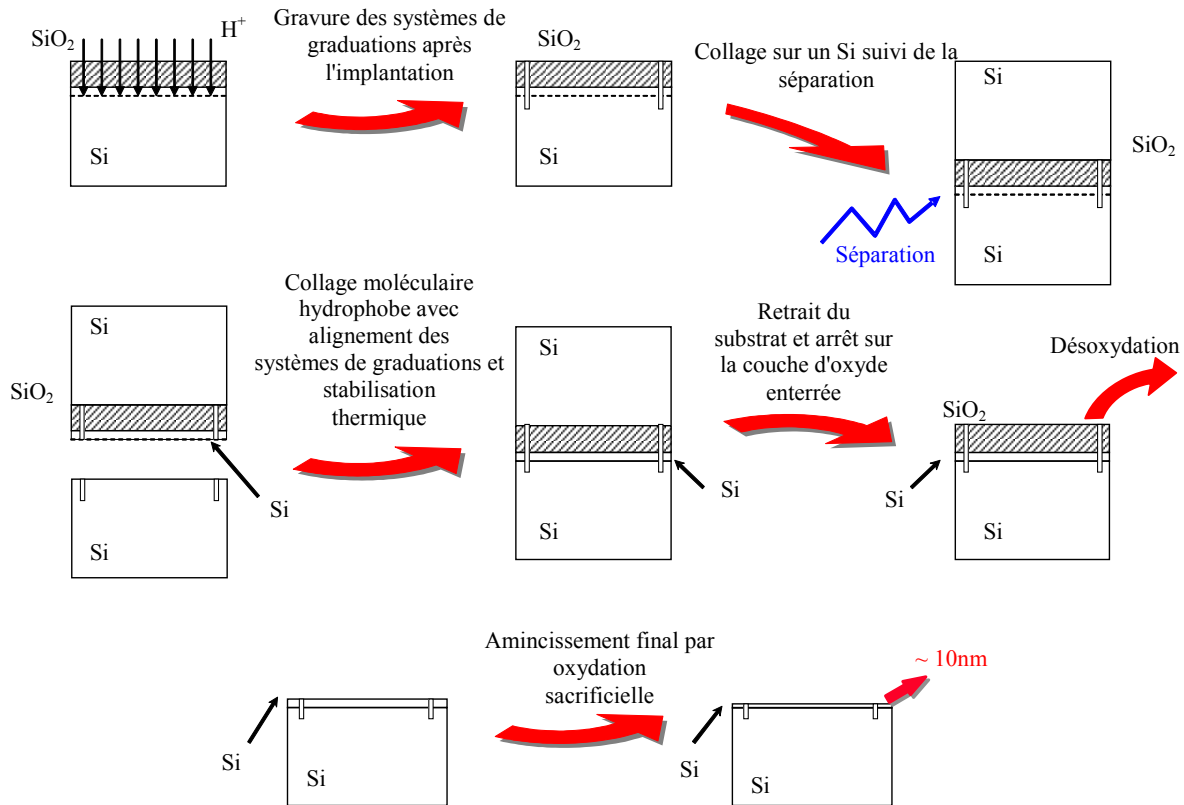 SiO2
H+
Si
Gravure des systèmes de
graduations après
l'implantation
SiO2
Si
Collage sur un Si suivi de la
séparation
Si
SiO2
Si
Séparation
Si
SiO2
Si
Si
Collage moléculaire
hydrophobe avec
alignement des
systèmes de graduations et
stabilisation
thermique
Si
Si
Si
Retrait du
substrat et arrêt sur
la couche d'oxyde
enterrée
SiO2
Si
Si
Désoxydation
Si
Si
Amincissement final par
oxydation
sacrificielle
~ 10nm
Si
Si